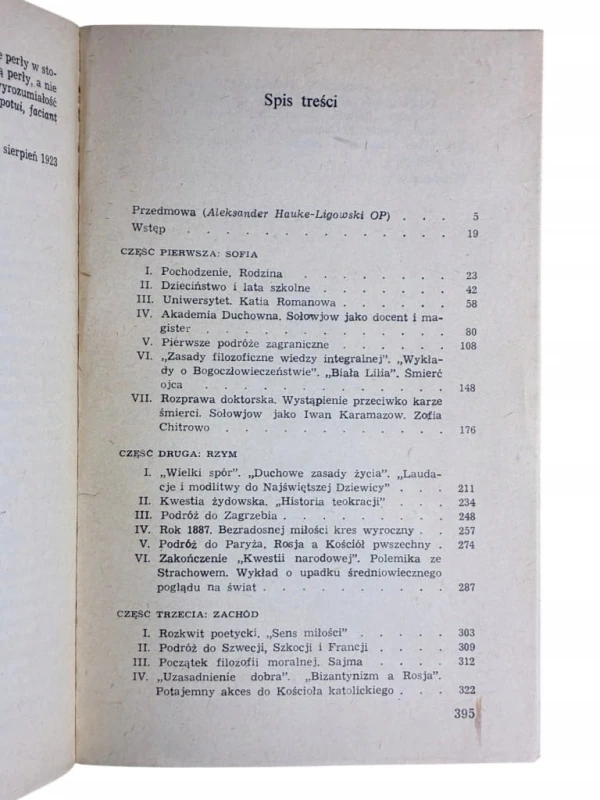 e perły w sto-
ą perły, a nie
yrozumiałość
potui, faciant
sierpień 1923
Spis treści
Przedmowa (Aleksander Hauke-Ligowski OP) . . . 5
Wstęp . . . . . . . . . . . . . . 19
CZĘŚĆ PIERWSZA: SOFIA
I. Pochodzenie. Rodzina . . . . . . . 23
II. Dzieciństwo i lata szkolne . . . . . . 42
III. Uniwersytet. Katia Romanowa . . . . . . 58
IV. Akademia Duchowna. Sołowjow jako docent i ma-
gister . . . . . . . . . . . . 80
V. Pierwsze podróże zagraniczne . . . . . 108
VI. „Zasady filozoficzne wiedzy integralnej". „Wykła-
dy o Bogoczłowieczeństwie". „Biała Lilia". Śmierć
ojca . . . . . . . . . . . . 148
VII. Rozprawa doktorska. Wystąpienie przeciwko karze
śmierci. Sołowjow jako Iwan Karamazow. Zofia
Chitrowo . . . . . . . . . . . 176
CZĘŚĆ DRUGA: RZYM
I. „Wielki spór". „Duchowe zasady życia". „Lauda-
cje i modlitwy do Najświętszej Dziewicy" . . . 211
II. Kwestia żydowska. „Historia teokracji" . . . . 234
III. Podróż do Zagrzebia . . . . . . . . 248
IV. Rok 1887. Bezradosnej miłości kres wyroczny . . 257
V. Podróż do Paryża. Rosja a Kościół pwszechny . 274
VI. Zakończenie „Kwestii narodowej". Polemika ze
Strachowem. Wykład o upadku średniowiecznego
poglądu na świat . . . . . . . . . 287
CZĘŚĆ TRZECIA: ZACHÓD
I. Rozkwit poetycki. „Sens miłości" . . . . . 303
II. Podróż do Szwecji, Szkocji i Francji . . . . 309
III. Początek filozofii moralnej. Sajma . . . . 312
IV. „Uzasadnienie dobra". „Bizantynizm a Rosja".
Potajemny akces do Kościoła katolickiego . . . 322
395